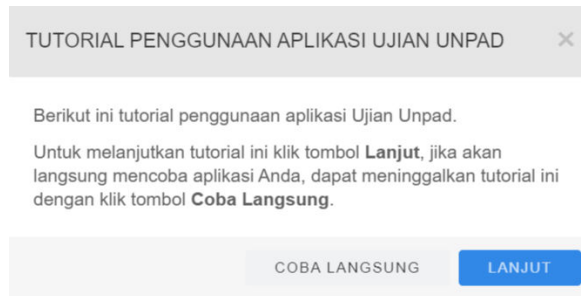 TUTORIAL PENGGUNAAN APLIKASI UJIAN UNPAD ×
Berikut ini tutorial penggunaan aplikasi Ujian Unpad.
Untuk melanjutkan tutorial ini klik tombol Lanjut, jika akan
langsung mencoba aplikasi Anda, dapat meninggalkan tutorial ini
dengan klik tombol Coba Langsung.
COBA LANGSUNG LANJUT